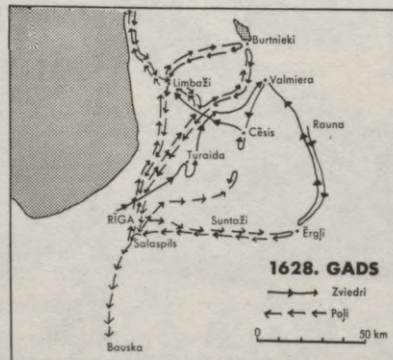 Burtnieki
Limbaži
Valmiera
Rauna
Cēsis
Turaida
RĪGA
Suntaži
Salaspils
Ērgļi
1628. GADS
Zviedri
Poļi
0 50 km
Bauska